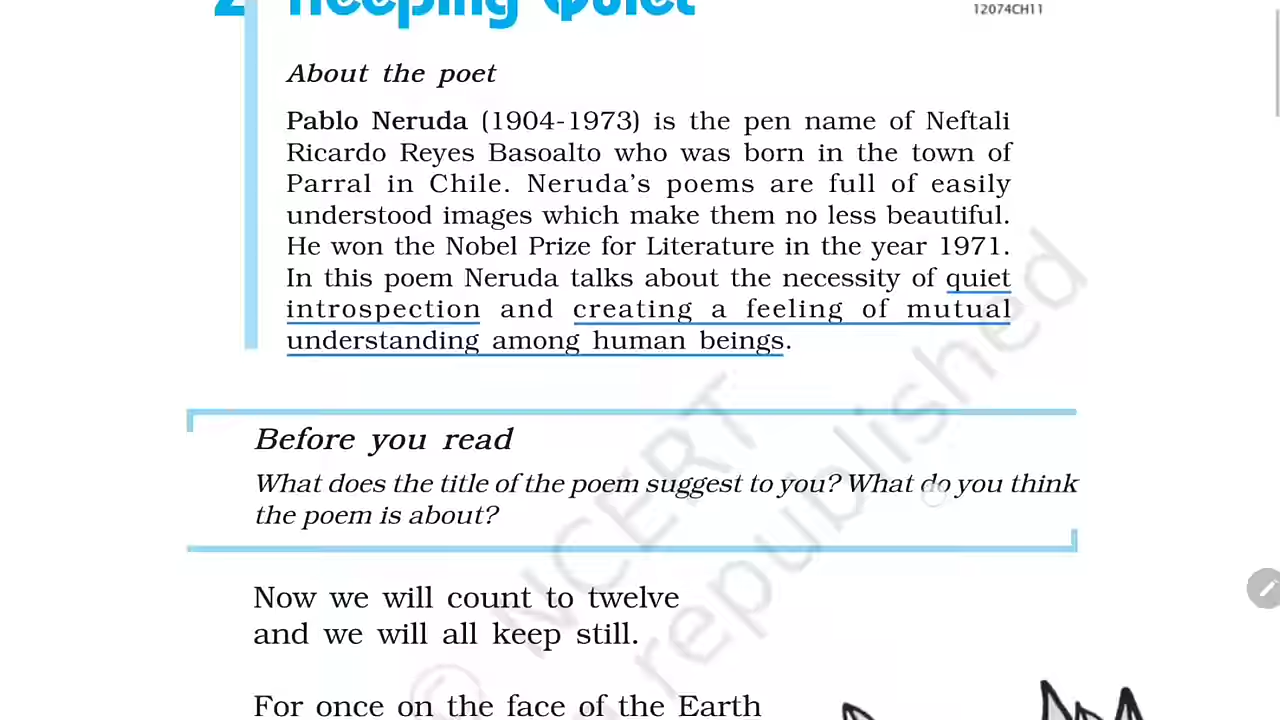 2 Keeping Quiet
12074CH11
About the poet
Pablo Neruda (1904-1973) is the pen name of Neftali
Ricardo Reyes Basoalto who was born in the town of
Parral in Chile. Neruda's poems are full of easily
understood images which make them no less beautiful.
He won the Nobel Prize for Literature in the year 1971.
In this poem Neruda talks about the necessity of quiet
introspection and creating a feeling of mutual
understanding among human beings.
Before you read
What does the title of the poem suggest to you? What do you think
the poem is about?
Now we will count to twelve
and we will all keep still.
For once on the face of the Earth
© NCERT
republished